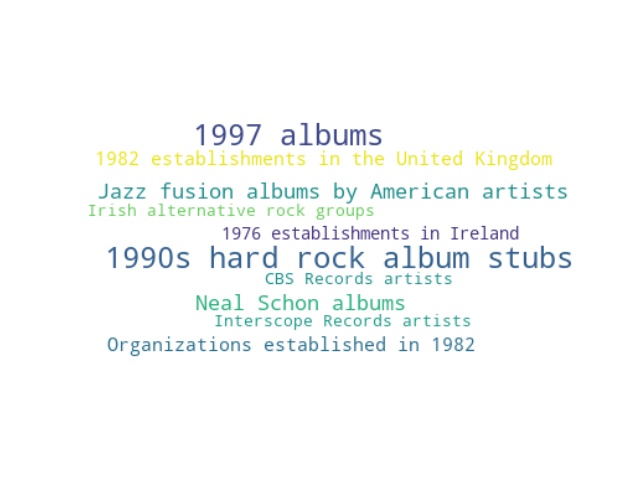 1997 albums
1982 establishments in the United Kingdom
Jazz fusion albums by American artists
Irish alternative rock groups
1976 establishments in Ireland
1990s hard rock album stubs
CBS Records artists
Neal Schon albums
Interscope Records artists
Organizations established in 1982